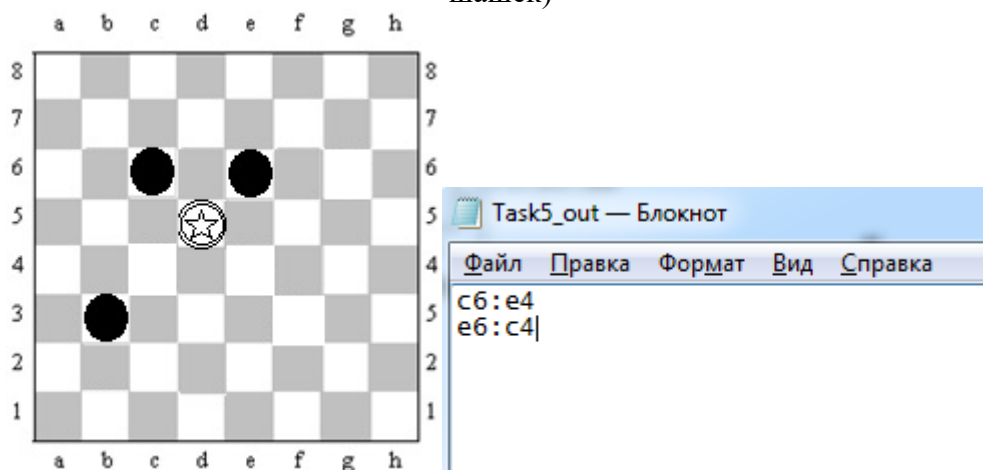 шашек)
a b c d e f g h
8 8
7 7
6 6
5 5
4 4
3 5
2 2
1 1
a b c d e f g h
Task5_out — Блокнот
Файл Правка Формат Вид Справка
c6:e4
e6:c4